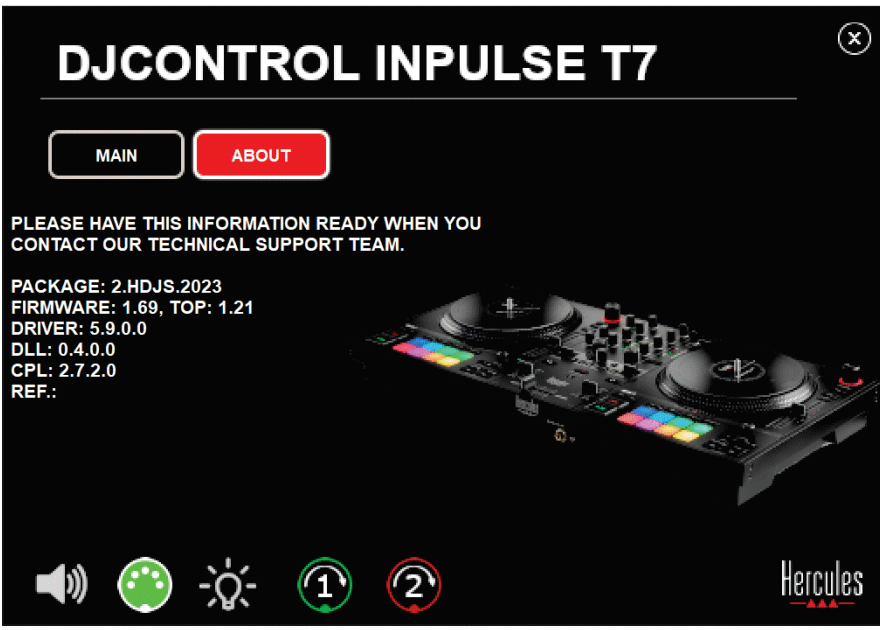 DJCONTROL INPULSE T7
MAIN
ABOUT
PLEASE HAVE THIS INFORMATION READY WHEN YOU
CONTACT OUR TECHNICAL SUPPORT TEAM.
PACKAGE: 2.HDJS.2023
FIRMWARE: 1.69, TOP: 1.21
DRIVER: 5.9.0.0
DLL: 0.4.0.0
CPL: 2.7.2.0
REF.:
1
2
Hercules